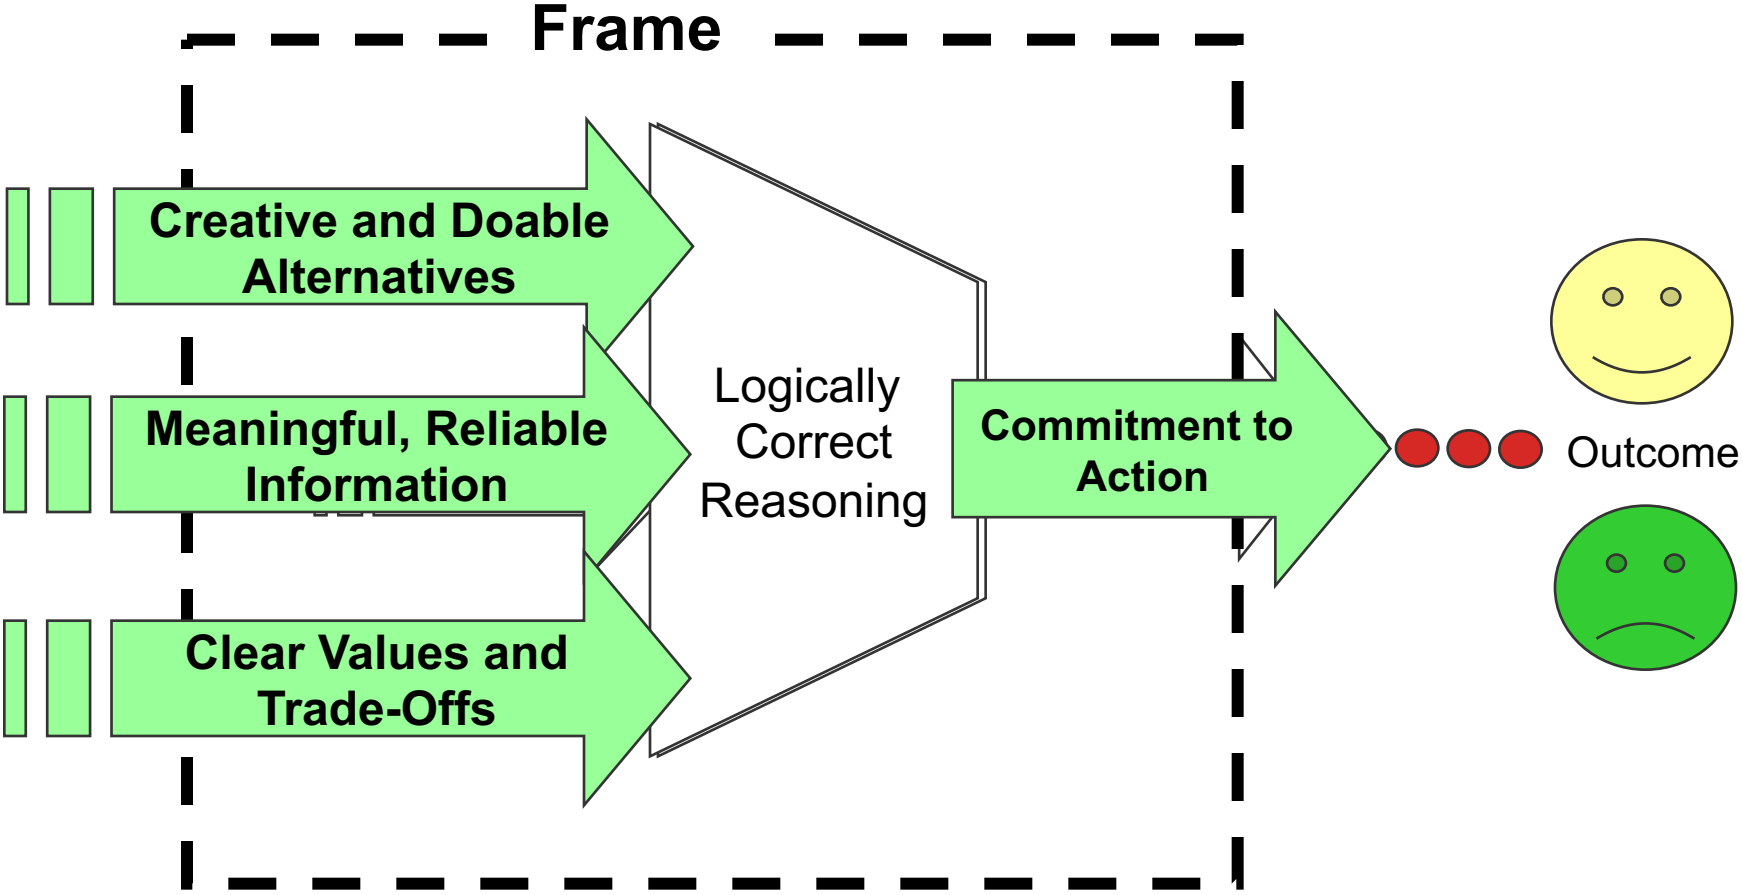 Frame
Creative and Doable
Alternatives
Meaningful, Reliable
Information
Clear Values and
Trade-Offs
Logically
Correct
Reasoning
Commitment to
Action
Outcome